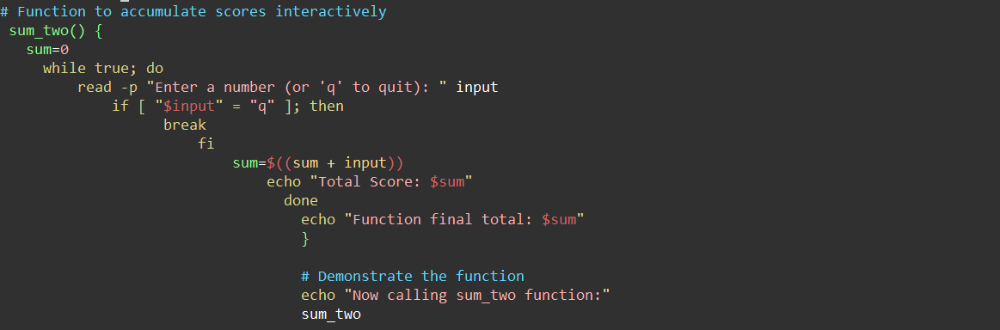 # Function to accumulate scores interactively
sum_two() {
sum=0
while true; do
read -p "Enter a number (or 'q' to quit): " input
if [ "$input" = "q" ]; then
break
fi
sum=$((sum + input))
echo "Total Score: $sum"
done
echo "Function final total: $sum"
}
# Demonstrate the function
echo "Now calling sum_two function:"
sum_two